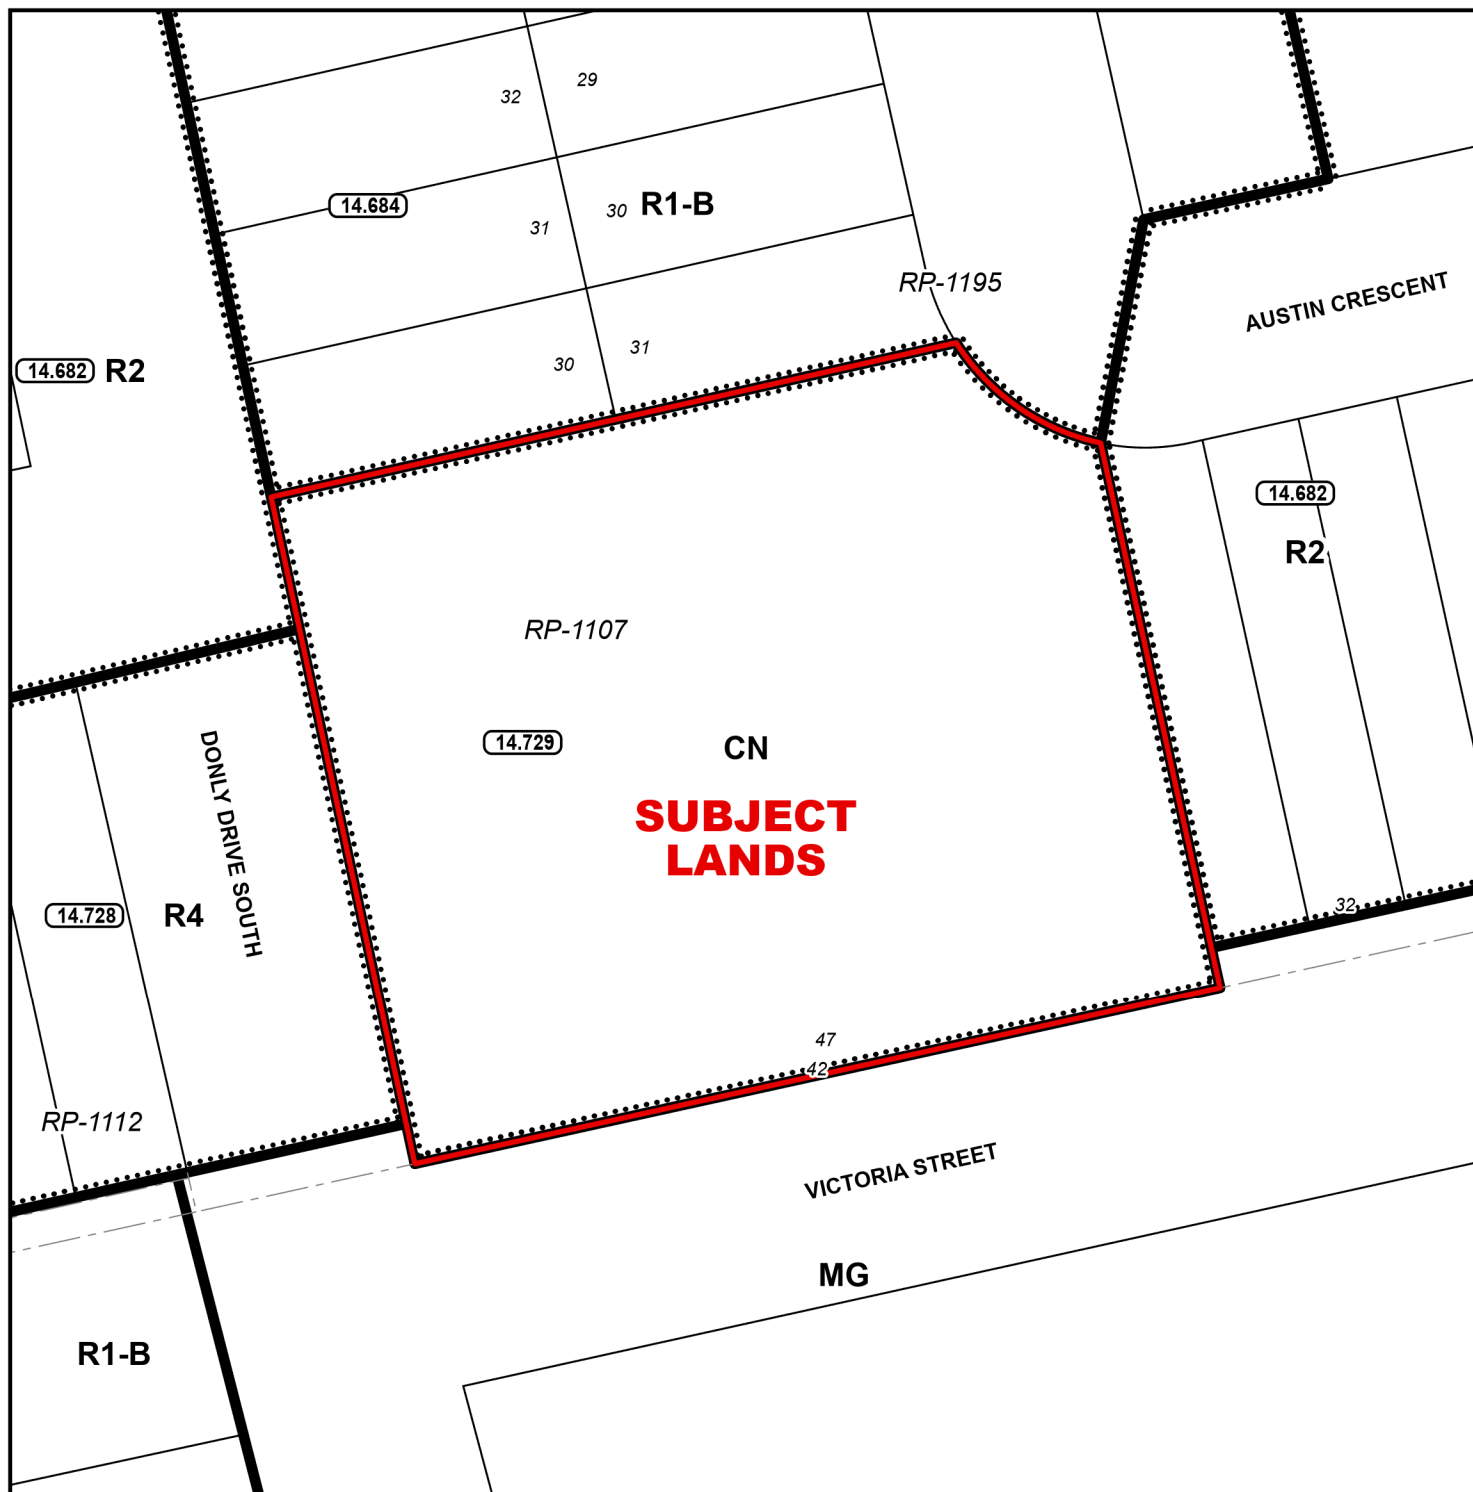 29
32
14.684
R1-B
30
31
RP-1195
AUSTIN CRESCENT
31
30
14.682
R2
14.682
R2
RP-1107
14.729
CN
SUBJECT
LANDS
DONLY DRIVE SOUTH
14.728
R4
32
47
42
RP-1112
VICTORIA STREET
MG
R1-B